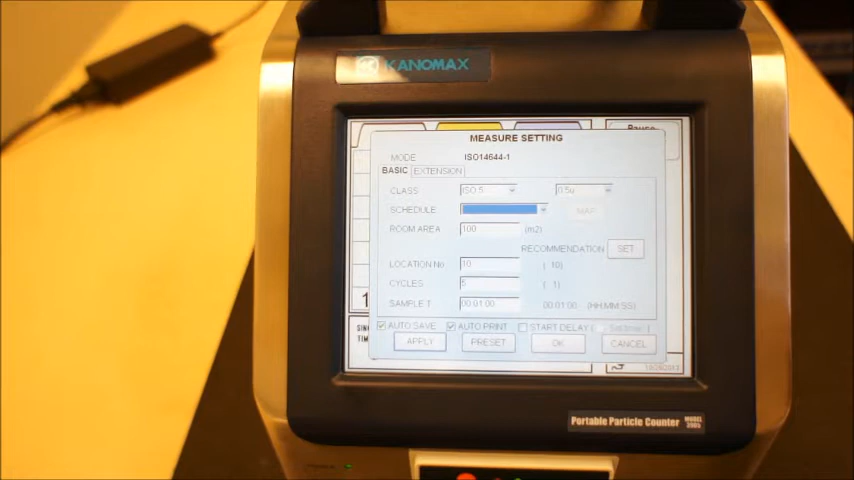 KANOMAX
Pause
MEASURE SETTING
MODE ISO14644-1
BASIC EXTENSION
CLASS ISO 5 0.5u
SCHEDULE MAP
ROOM AREA 100 (m2)
RECOMMENDATION SET
LOCATION No 10 ( 10)
CYCLES 5 ( 1)
SAMPLE T 00:01:00 00:01:00 (HH:MM:SS)
AUTO SAVE AUTO PRINT START DELAY
APPLY PRESET OK CANCEL
Portable Particle Counter MODEL